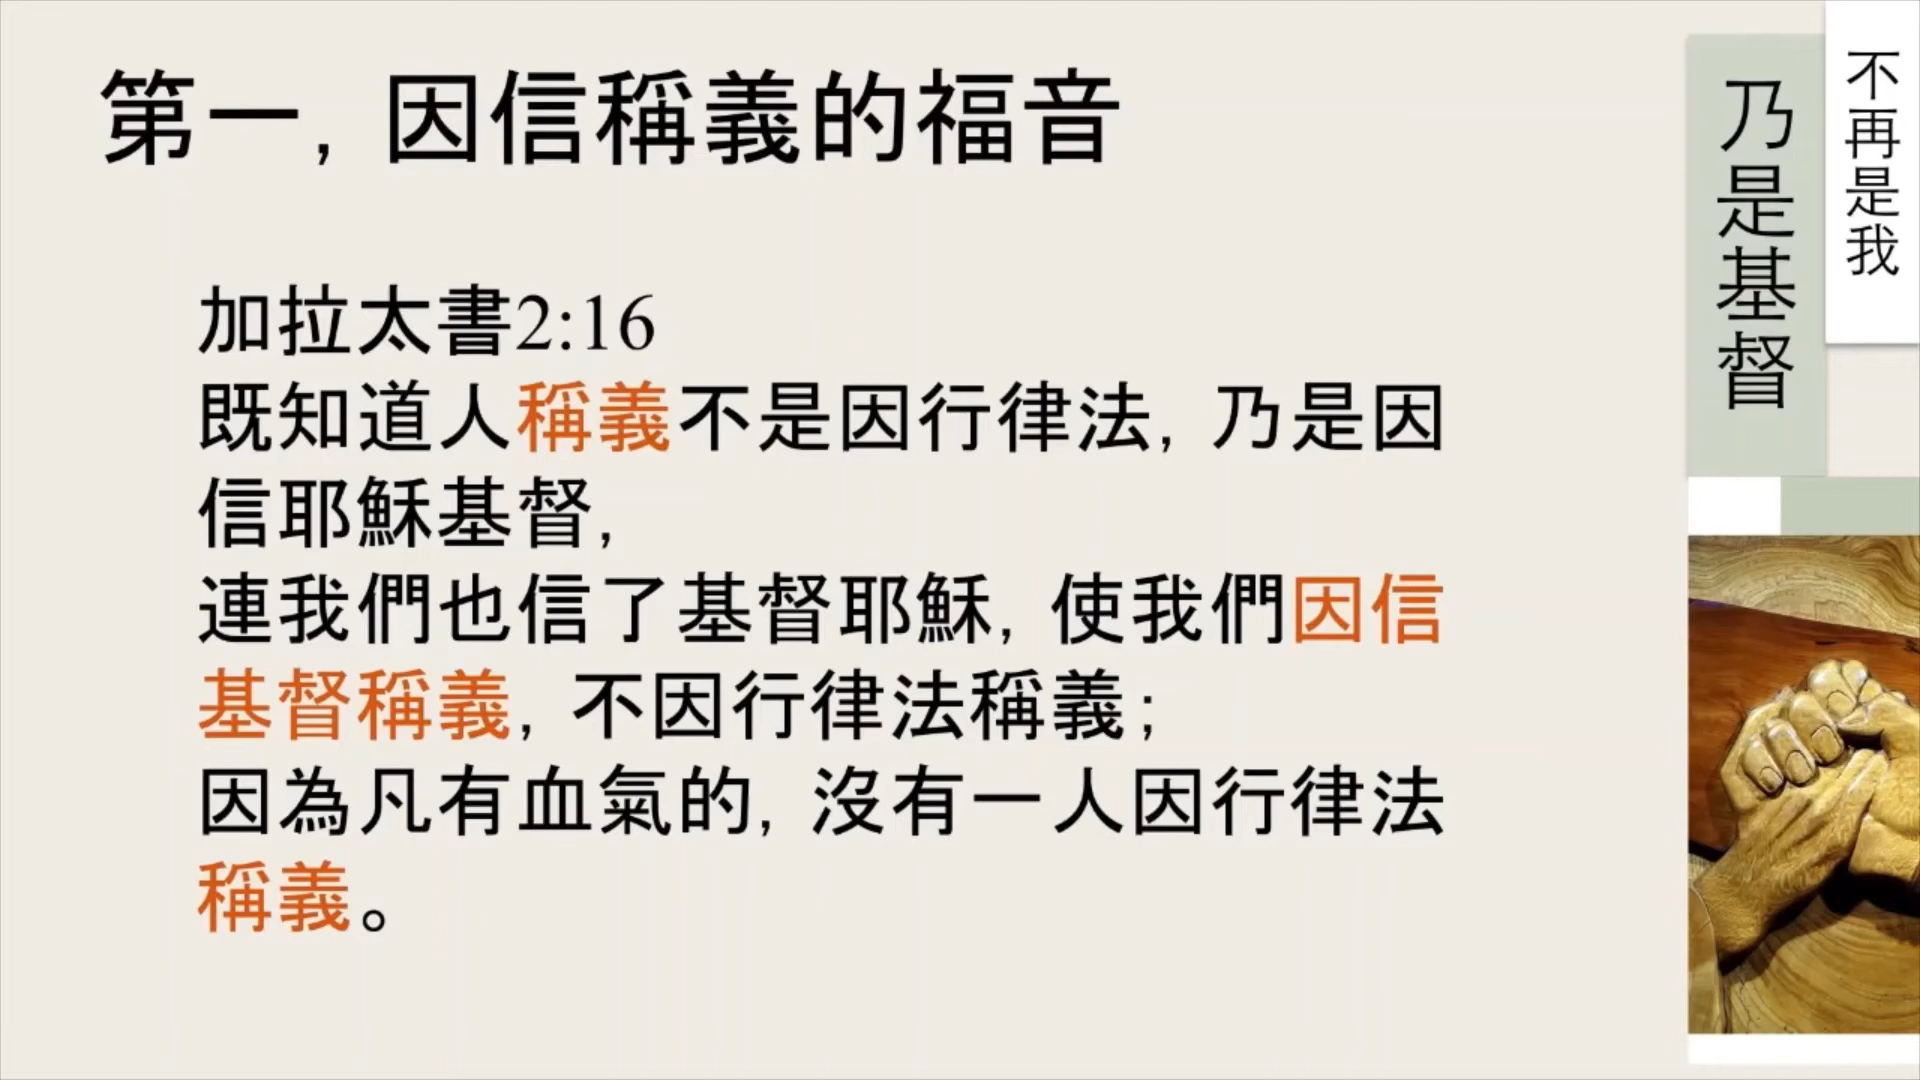 第一，因信稱義的福音
加拉太書2:16
既知道人稱義不是因行律法，乃是因
信耶穌基督，
連我們也信了基督耶穌，使我們因信
基督稱義，不因行律法稱義；
因為凡有血氣的，沒有一人因行律法
稱義。
不再是我
乃是基督